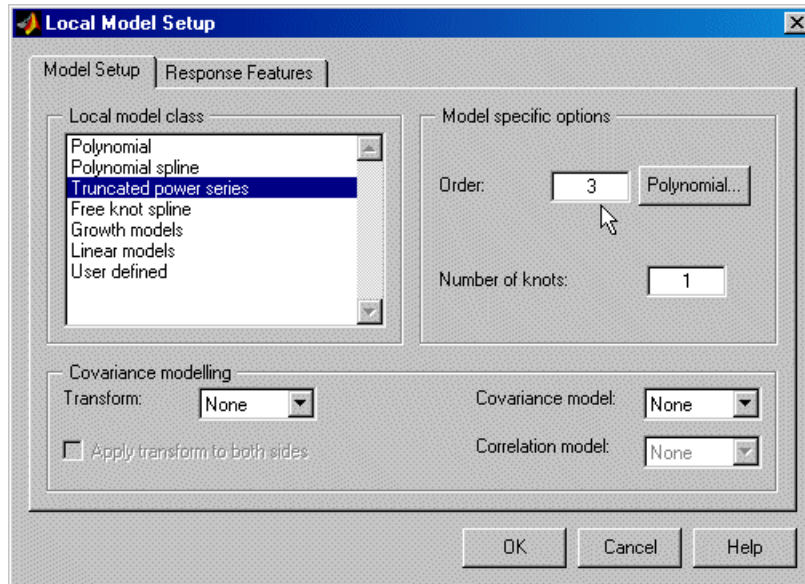 Local Model Setup
Model Setup
Response Features
Local model class
Polynomial
Polynomial spline
Truncated power series
Free knot spline
Growth models
Linear models
User defined
Model specific options
Order:
3
Polynomial...
Number of knots:
1
Covariance modelling
Transform:
None
Apply transform to both sides
Covariance model:
None
Correlation model:
None
OK
Cancel
Help